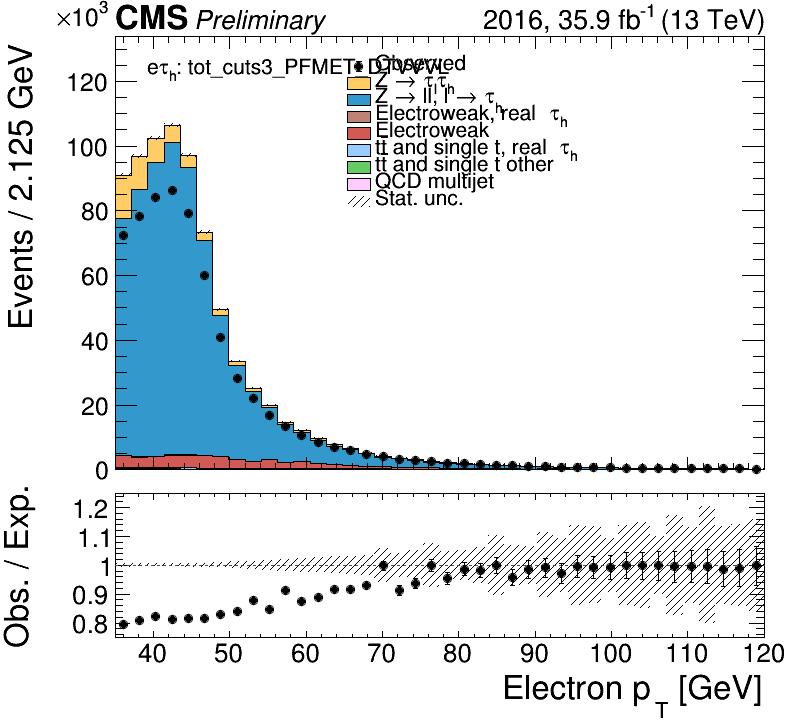 ×10³ CMS Preliminary 2016, 35.9 fb⁻¹ (13 TeV)
eτh: tot_cuts3_PFMET
Observed
Z → τ τh
Z → ll, l → τh
Electroweak, real τh
Electroweak
tt and single t, real τh
tt and single t other
QCD multijet
Stat. unc.
Events / 2.125 GeV
120
100
80
60
40
20
0
Obs. / Exp.
1.2
1.1
1
0.9
0.8
40 50 60 70 80 90 100 110 120
Electron pT [GeV]